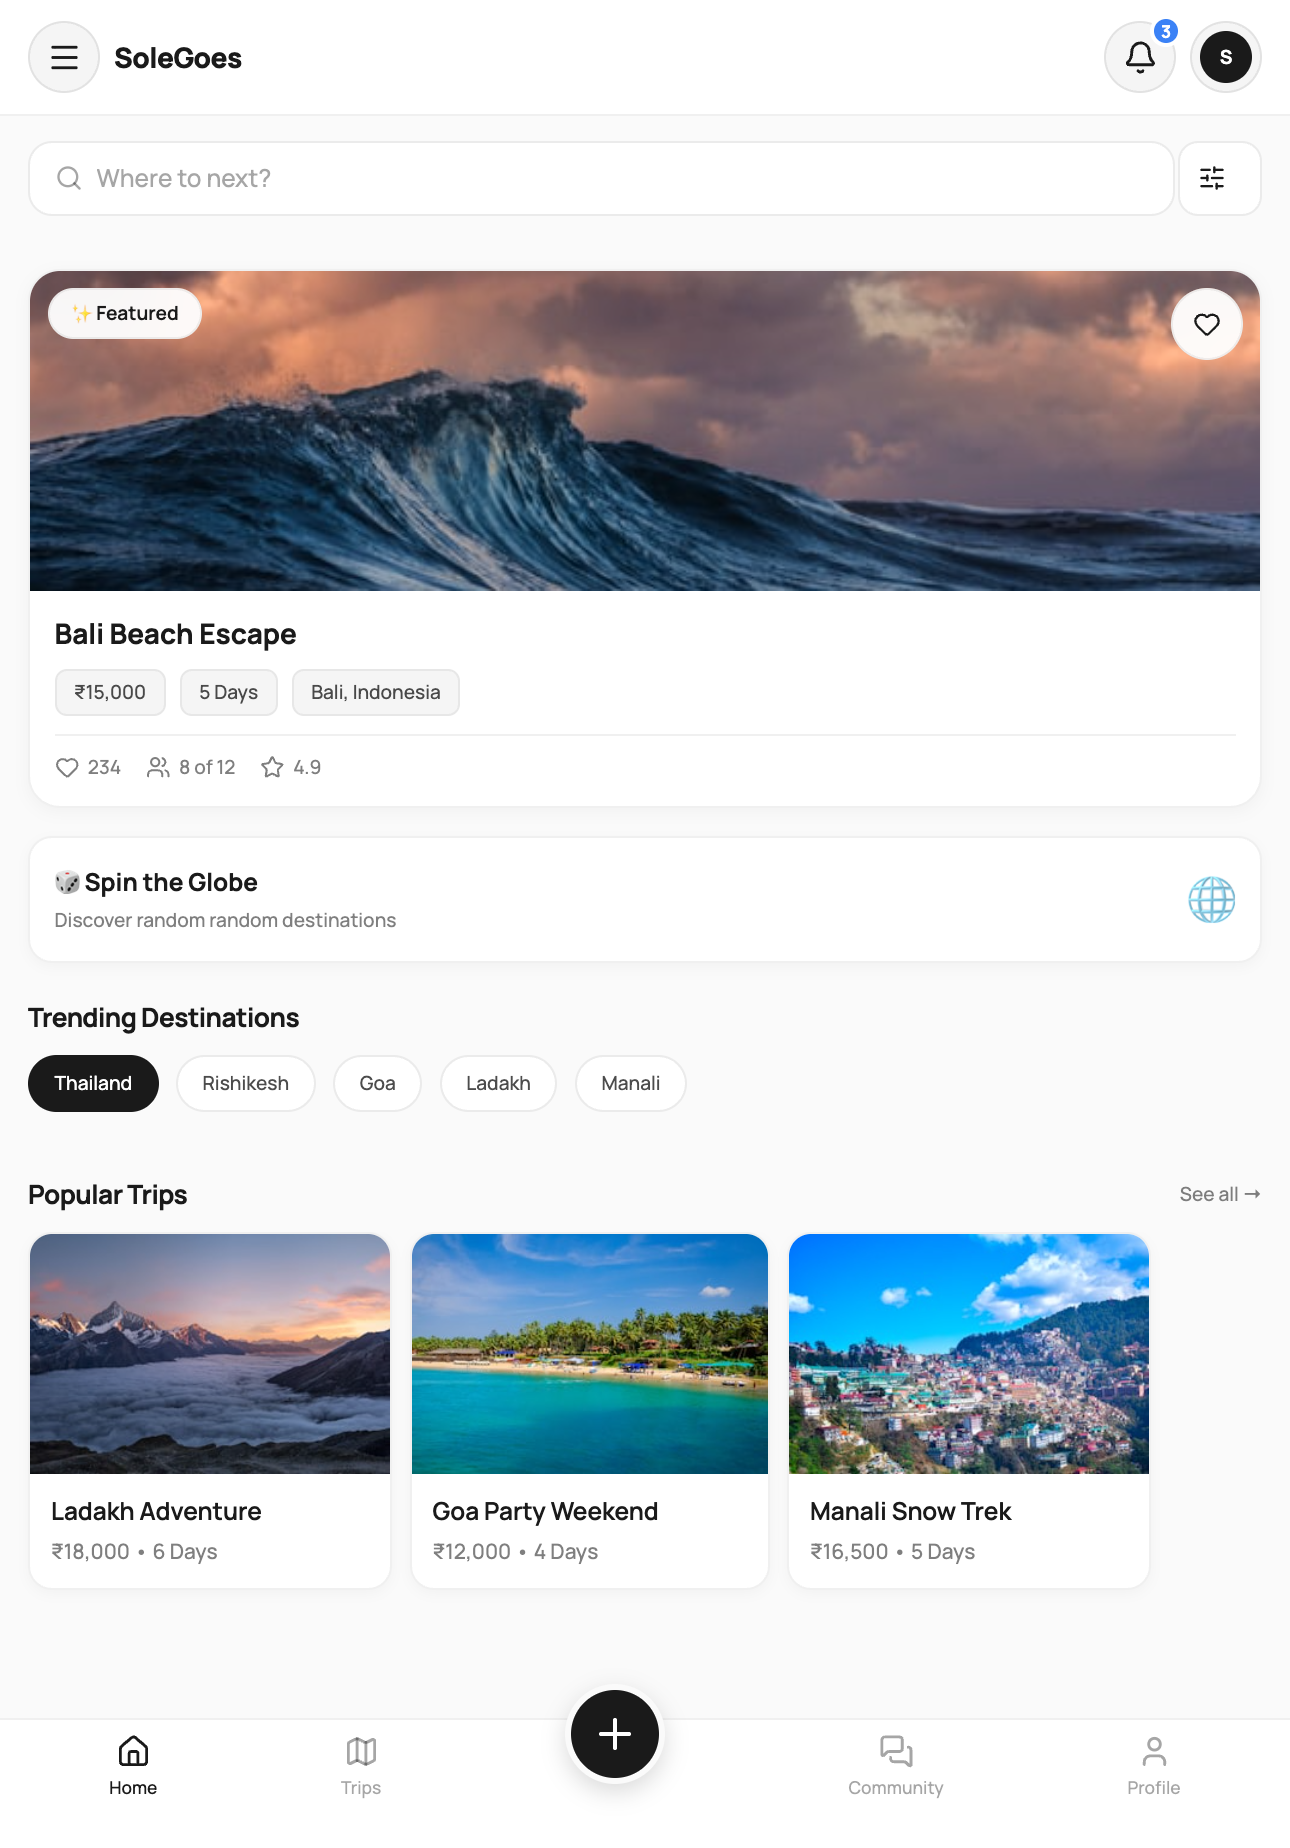 SoleGoes
3
S
Where to next?
✨ Featured
Bali Beach Escape
₹15,000
5 Days
Bali, Indonesia
234
8 of 12
4.9
🎲 Spin the Globe
Discover random random destinations
Trending Destinations
Thailand
Rishikesh
Goa
Ladakh
Manali
Popular Trips
See all →
Ladakh Adventure
₹18,000 • 6 Days
Goa Party Weekend
₹12,000 • 4 Days
Manali Snow Trek
₹16,500 • 5 Days
Home
Trips
Community
Profile